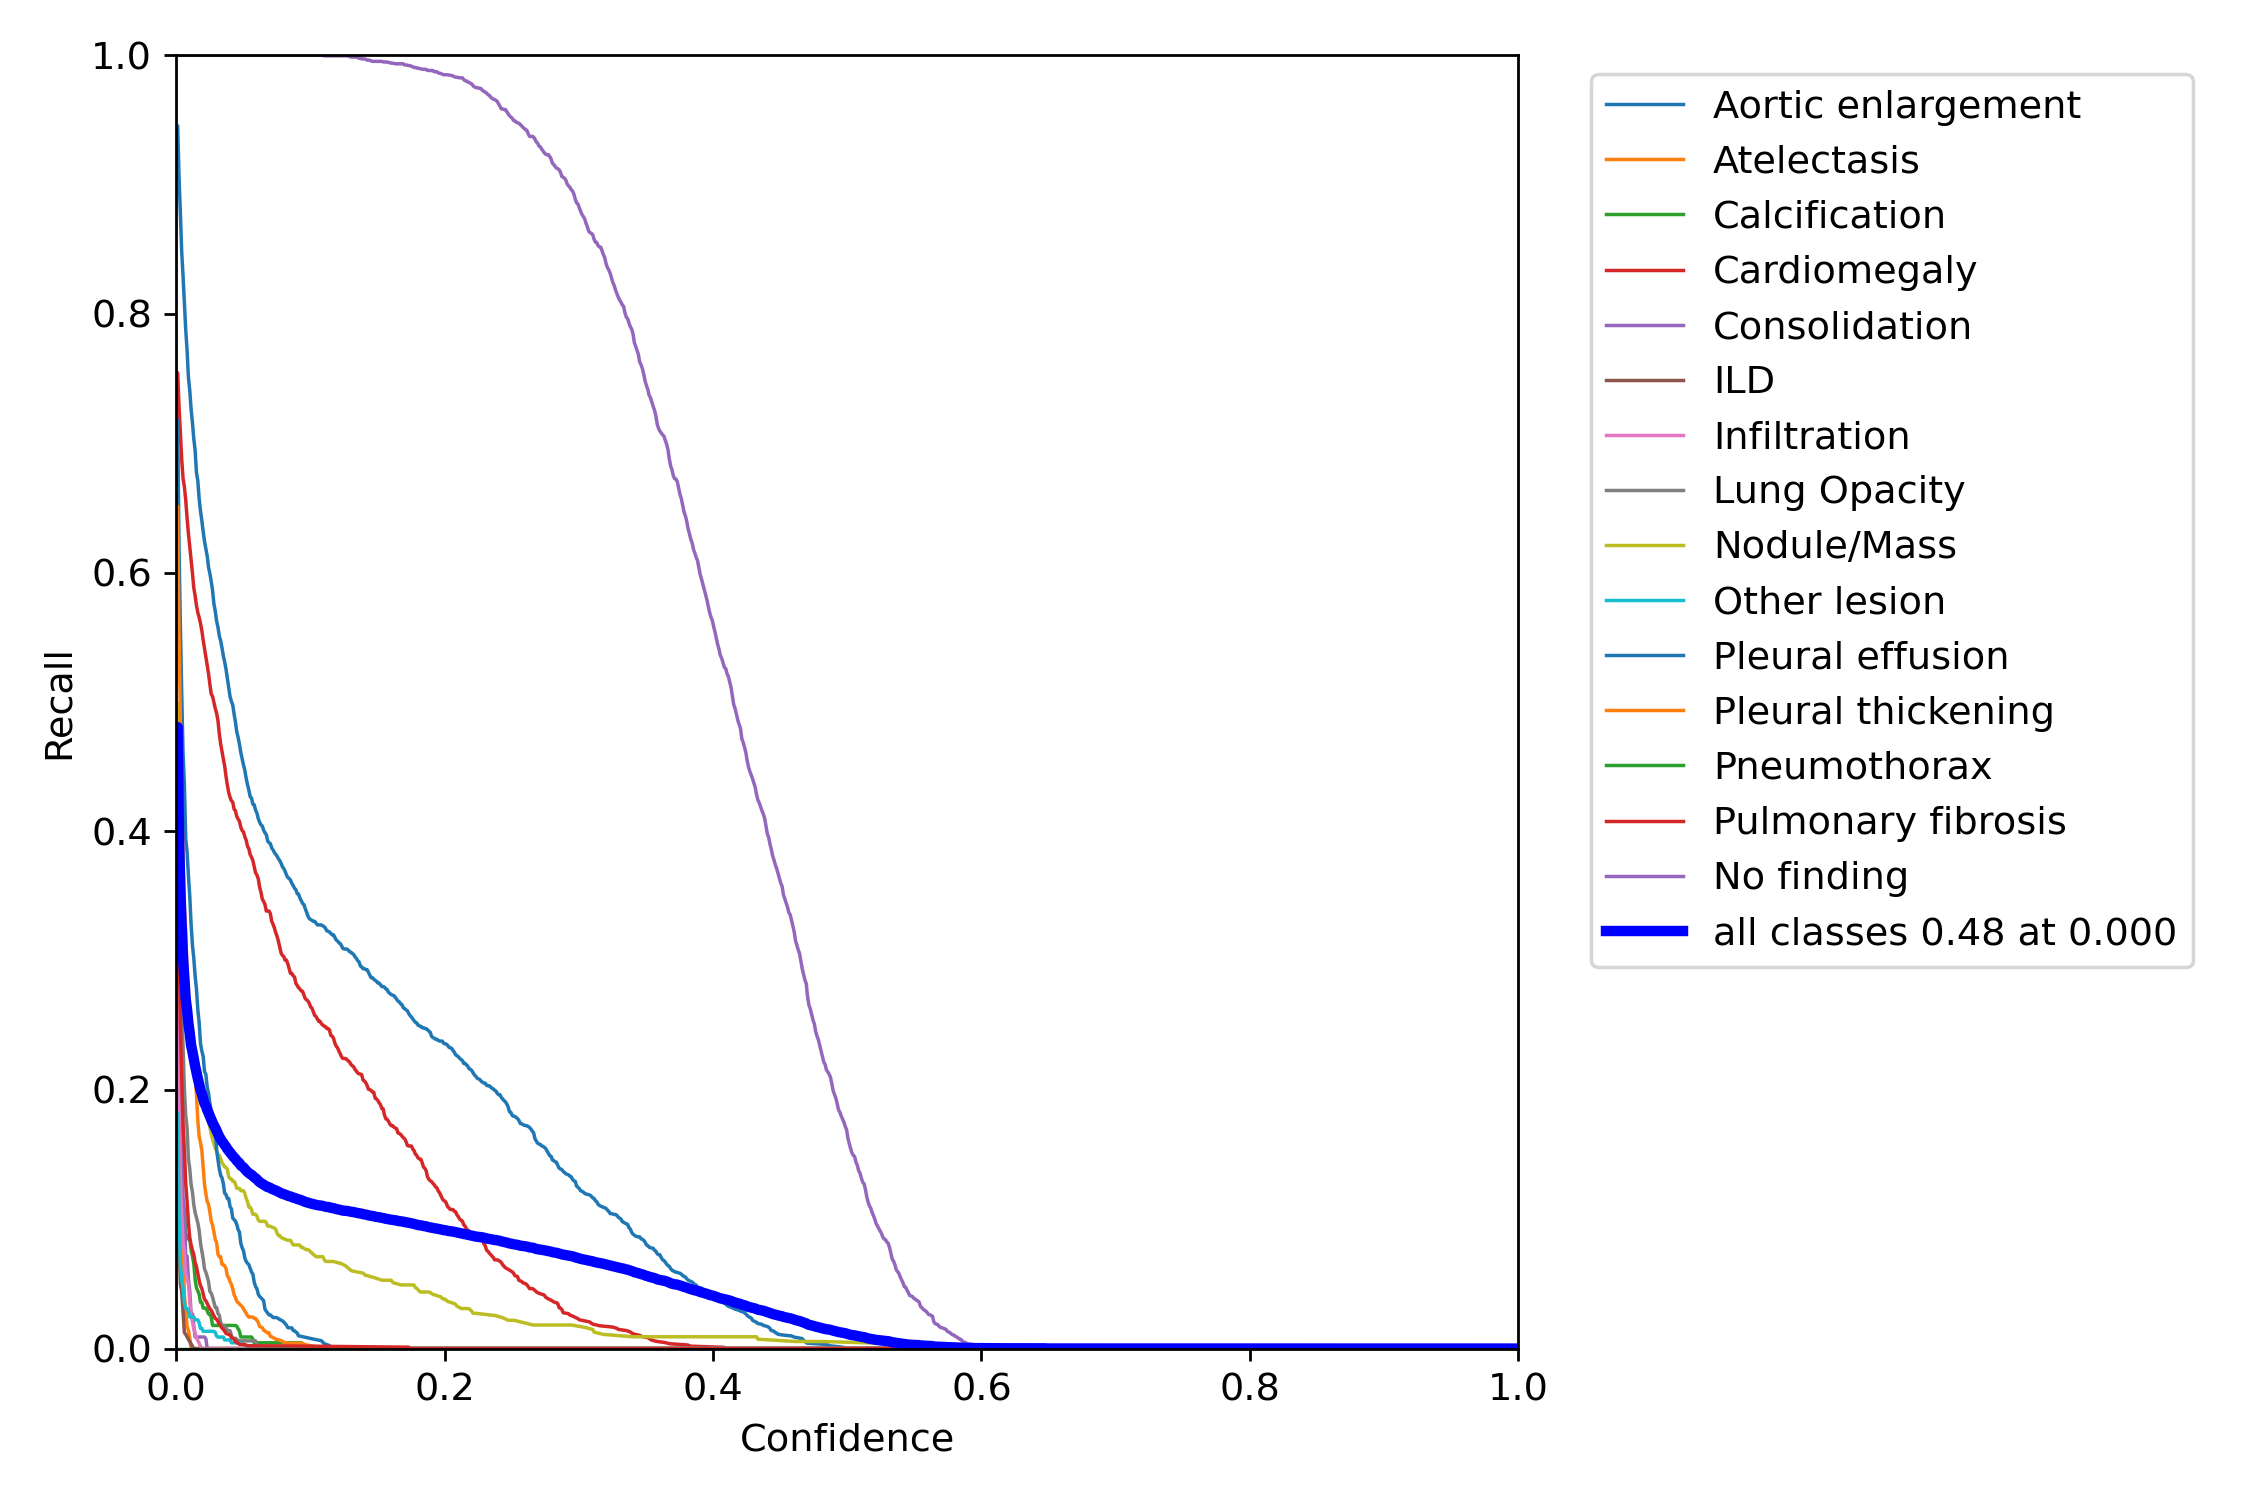 1.0
0.8
0.6
0.4
0.2
0.0
Recall
0.0 0.2 0.4 0.6 0.8 1.0
Confidence
Aortic enlargement
Atelectasis
Calcification
Cardiomegaly
Consolidation
ILD
Infiltration
Lung Opacity
Nodule/Mass
Other lesion
Pleural effusion
Pleural thickening
Pneumothorax
Pulmonary fibrosis
No finding
all classes 0.48 at 0.000